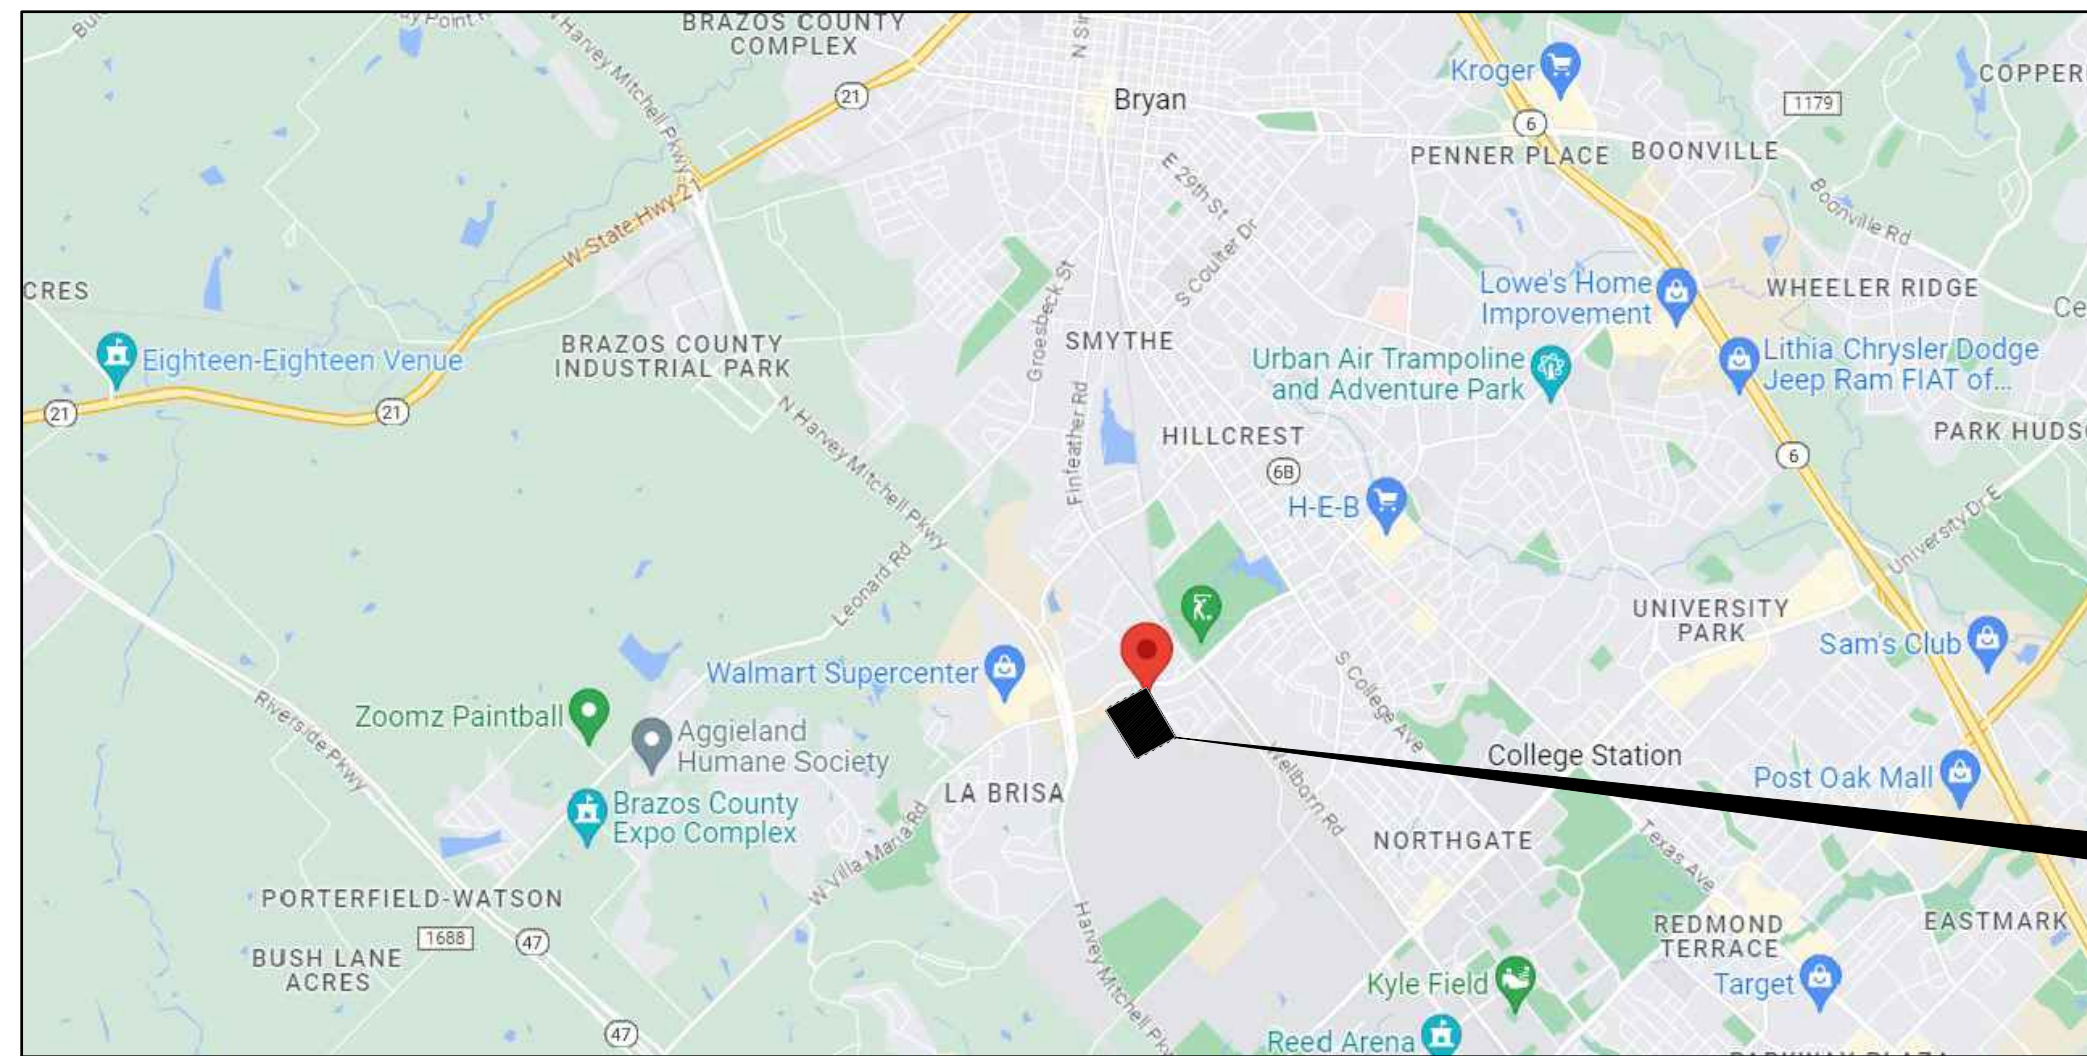 BRAZOS COUNTY
COMPLEX
N Harvey Mitchell Pkwy
21
Bryan
Kroger
6
1179
COPPER
PENNER PLACE
BOONVILLE
E 29th St
Boonville Rd
W State Hwy 21
S Coulter Dr
CRES
Groesbeck St
Lowe's Home
Improvement
WHEELER RIDGE
Ce
BRAZOS COUNTY
INDUSTRIAL PARK
SMYTHE
Eighteen-Eighteen Venue
Urban Air Trampoline
and Adventure Park
Lithia Chrysler Dodge
Jeep Ram FIAT of...
21
21
N Harvey Mitchell Pkwy
Finfeather Rd
HILLCREST
PARK HUDS
6B
6
H-E-B
University Dr E
Leonard Rd
UNIVERSITY
PARK
Sam's Club
Walmart Supercenter
S College Ave
Riverside Pkwy
Zoomz Paintball
Aggieland
Humane Society
College Station
Post Oak Mall
Wellborn Rd
LA BRISA
Brazos County
Expo Complex
W Villa Maria Rd
NORTHGATE
Texas Ave
PORTERFIELD-WATSON
1688
47
REDMOND
TERRACE
EASTMARK
BUSH LANE
ACRES
Harvey Mitchell Pkwy
Kyle Field
Target
47
Reed Arena